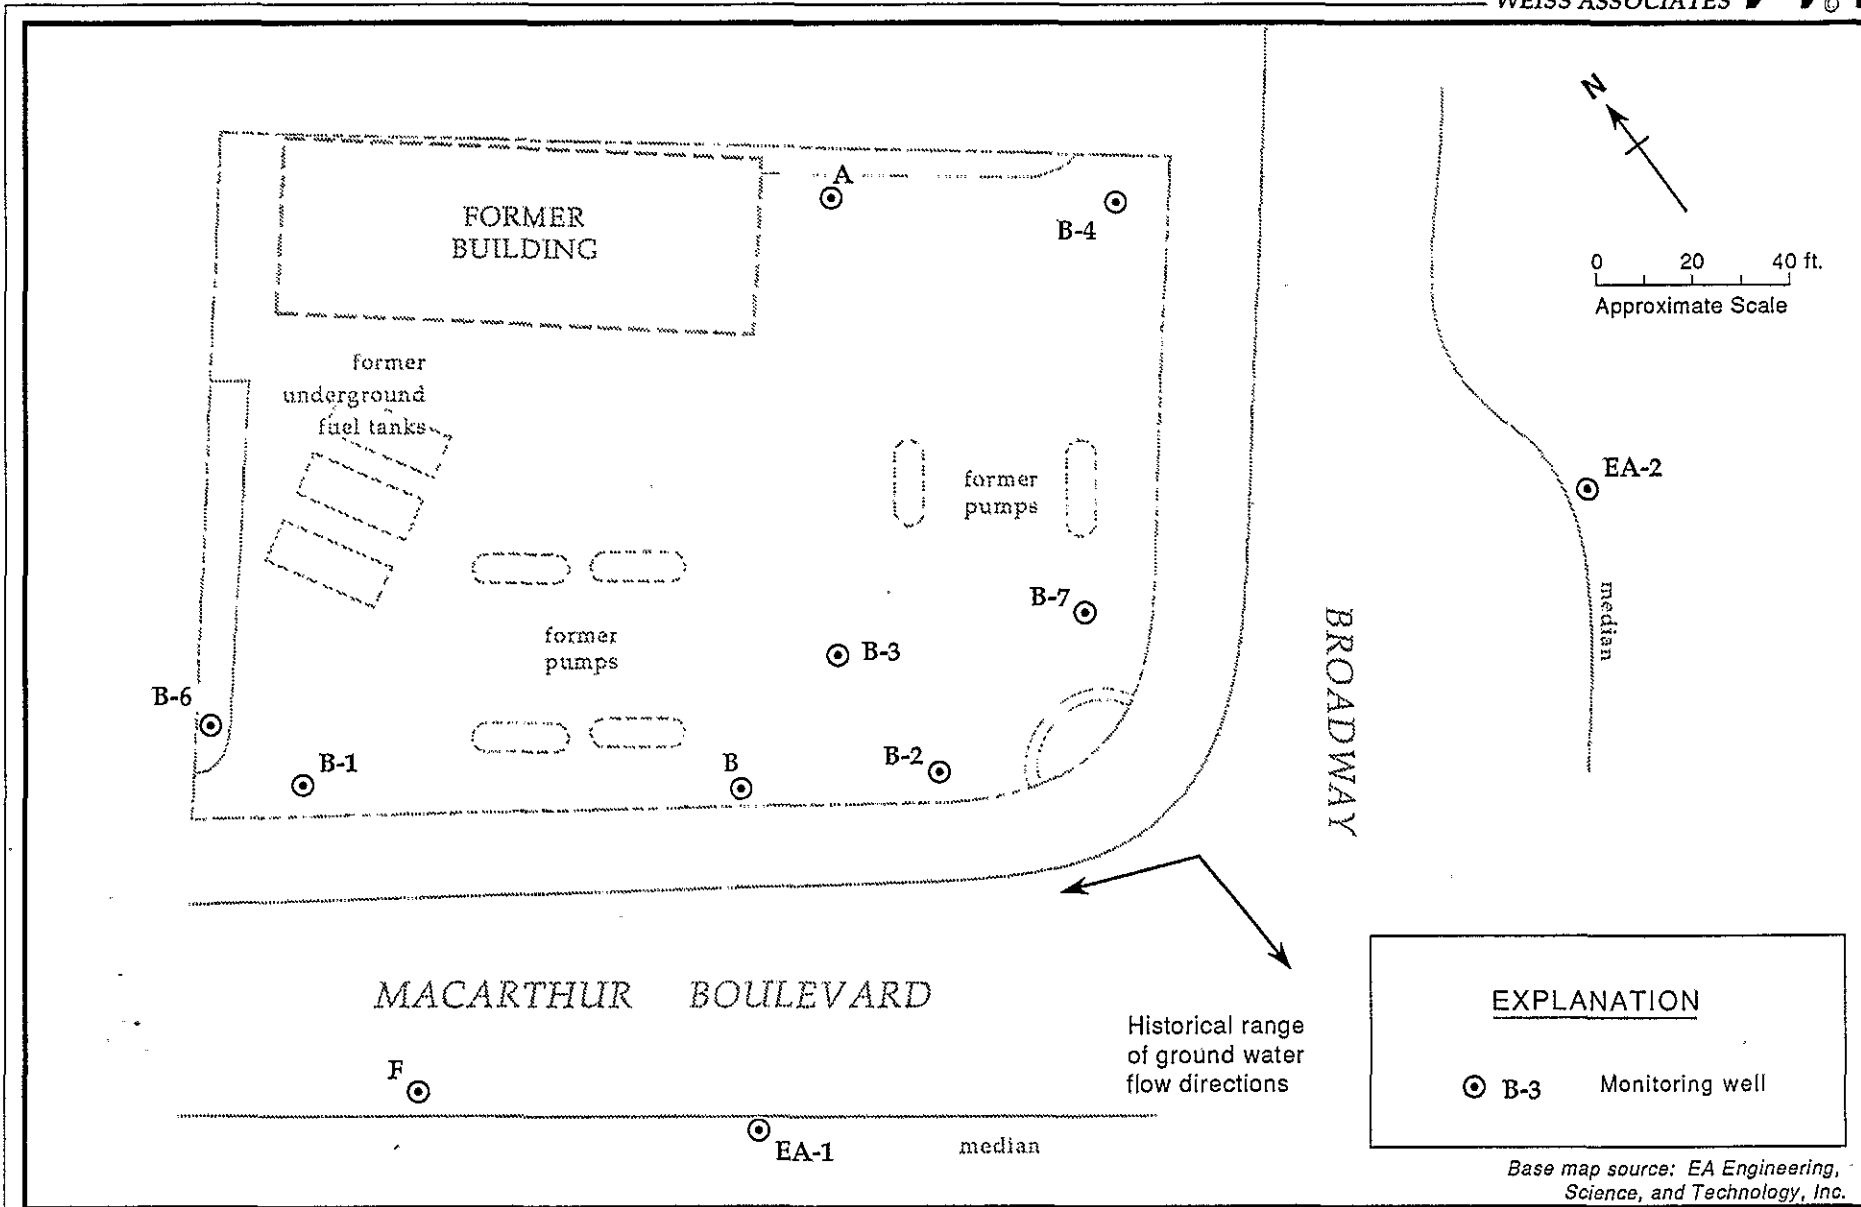 WEISS ASSOCIATES
©
N
0 20 40 ft.
Approximate Scale
A
B-4
FORMER
BUILDING
former
underground
fuel tanks
former
pumps
EA-2
median
B-7
B-3
former
pumps
B-6
B-1
B
B-2
BROADWAY
MACARTHUR BOULEVARD
Historical range
of ground water
flow directions
F
EA-1
median
EXPLANATION
B-3 Monitoring well
Base map source: EA Engineering,
Science, and Technology, Inc.